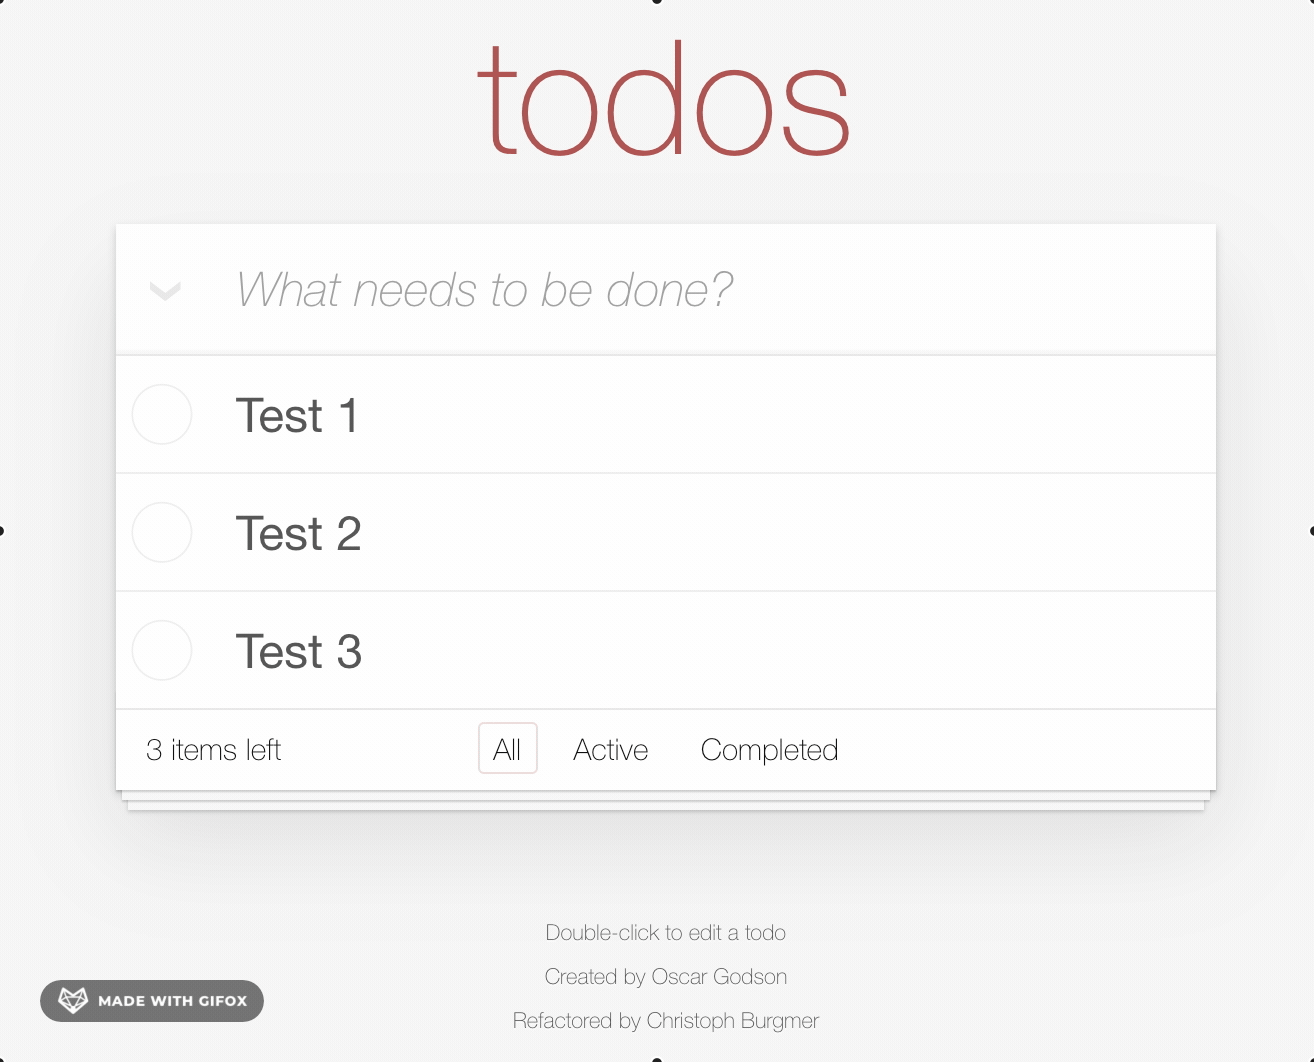 todos
What needs to be done?
Test 1
Test 2
Test 3
3 items left All Active Completed
Double-click to edit a todo
Created by Oscar Godson
Refactored by Christoph Burgmer
MADE WITH GIFOX